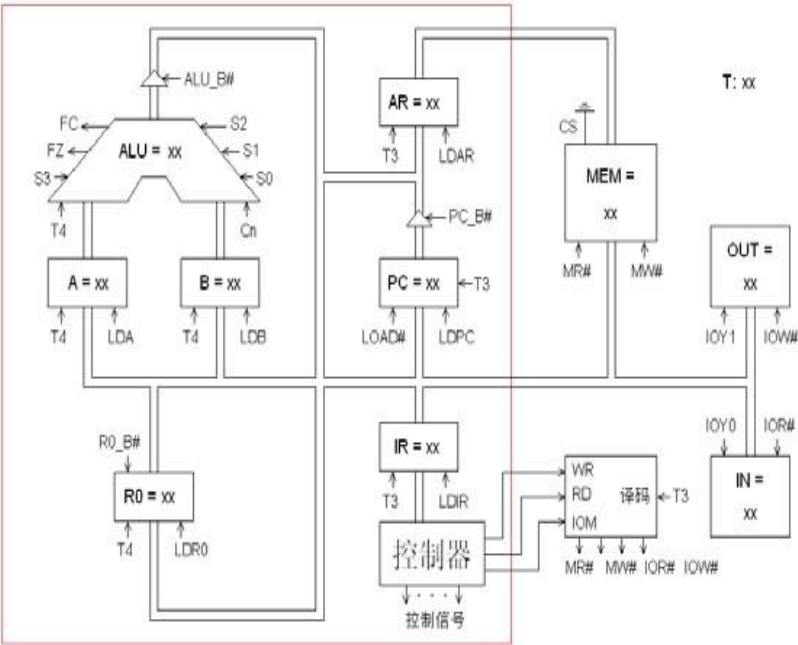 ALU_B#
AR = xx
T: xx
FC
S2
CS
ALU = xx
FZ
S1
T3
LDAR
MEM =
xx
S3
S0
PC_B#
T4
Cn
OUT =
xx
A = xx
B = xx
PC = xx
T3
MR#
MW#
T4
LDA
T4
LDB
LOAD#
LDPC
IOY1
IOW#
R0_B#
IR = xx
IOY0
IOR#
R0 = xx
T3
LDIR
WR
RD
IOM
译码
T3
IN =
xx
T4
LDR0
控制器
MR#
MW#
IOR#
IOW#
· · ·
控制信号